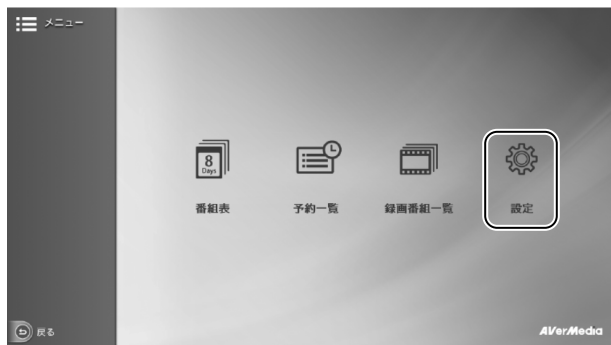 メニュー
8
Days
番組表
予約一覧
録画番組一覧
設定
戻る
AVerMedia